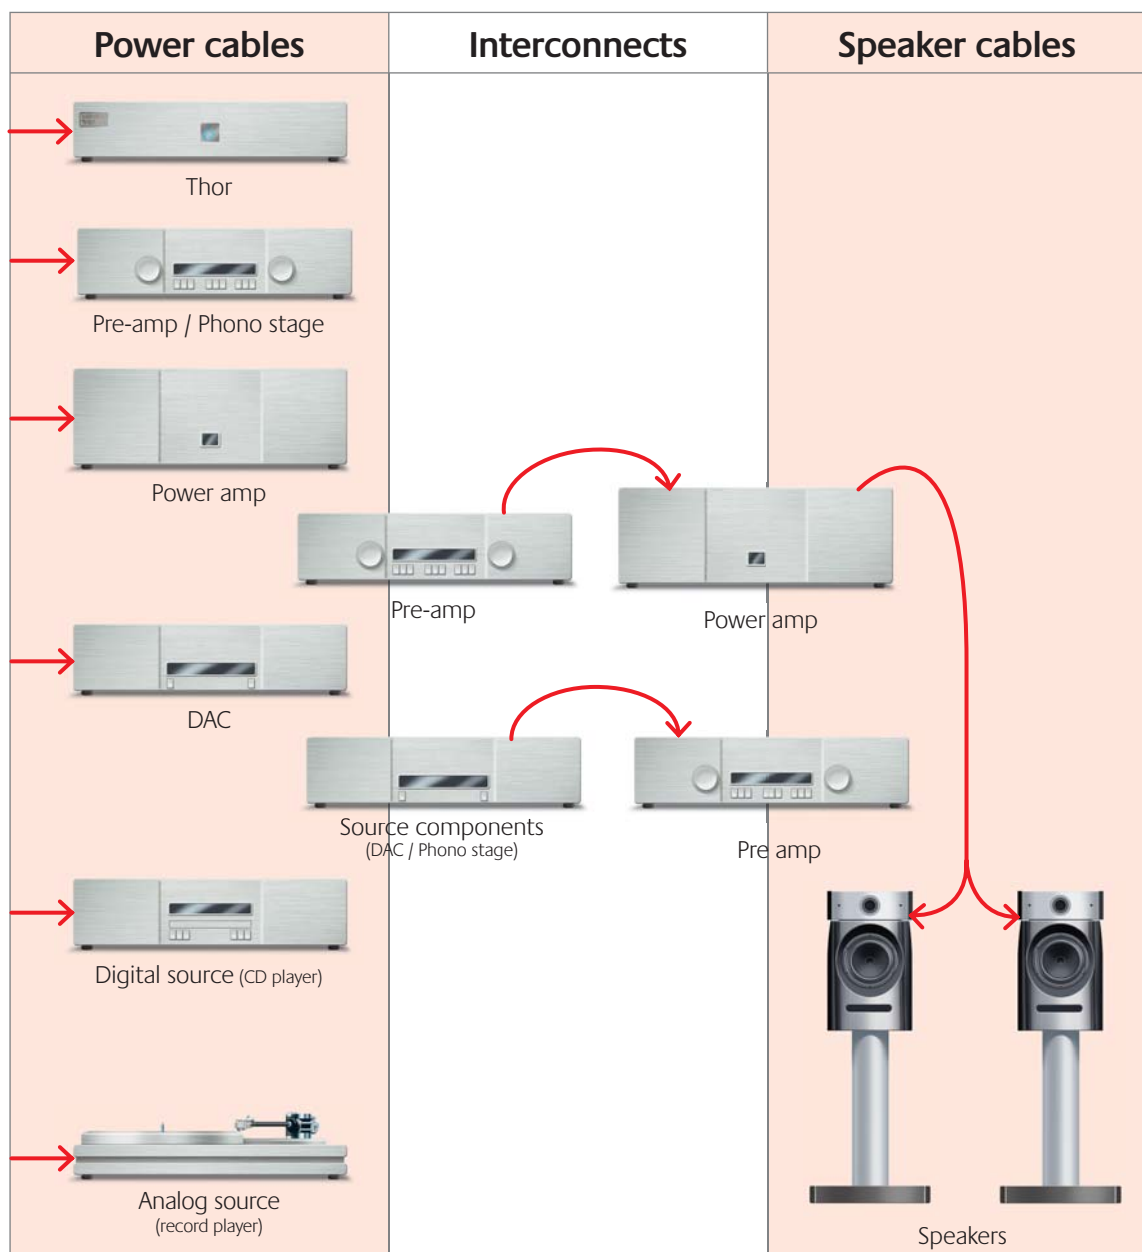 Power cables
Interconnects
Speaker cables
Thor
Pre-amp / Phono stage
Power amp
Pre-amp
Power amp
DAC
Source components
(DAC / Phono stage)
Pre amp
Digital source (CD player)
Analog source
(record player)
Speakers